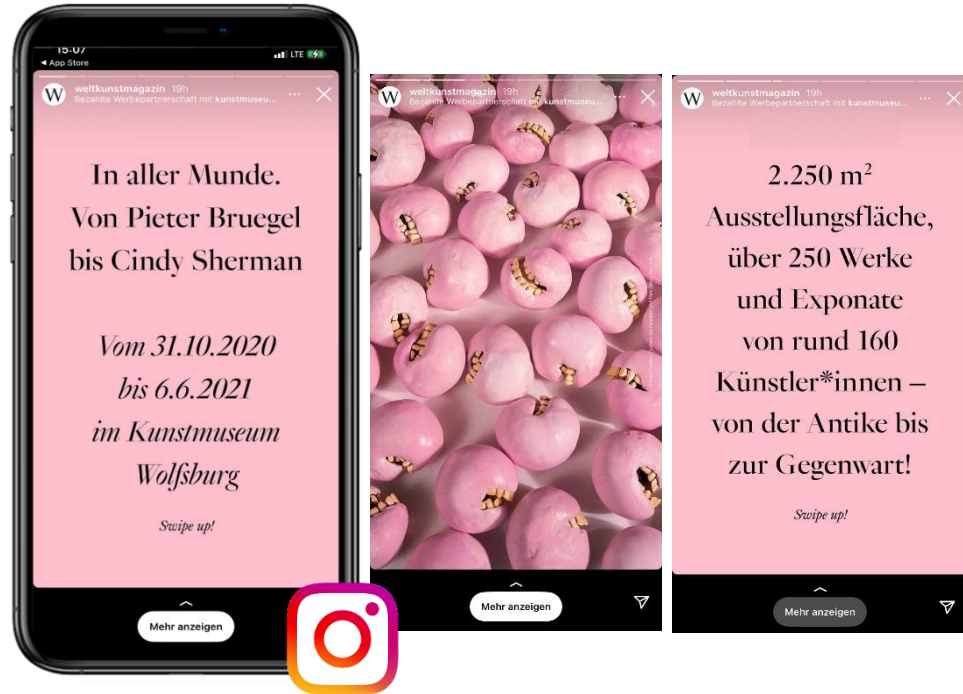 15:07
LTE
◀ App Store
W
weltkunstmagazin 19h
Bezahlte Werbepartnerschaft mit kunstmuseu...
In aller Munde.
Von Pieter Bruegel
bis Cindy Sherman
Vom 31.10.2020
bis 6.6.2021
im Kunstmuseum
Wolfsburg
Swipe up!
Mehr anzeigen
W
weltkunstmagazin 19h
Bezahlte Werbepartnerschaft mit kunstmuseu...
Mehr anzeigen
W
weltkunstmagazin 19h
Bezahlte Werbepartnerschaft mit kunstmuseu...
2.250 m²
Ausstellungsfläche,
über 250 Werke
und Exponate
von rund 160
Künstler*innen –
von der Antike bis
zur Gegenwart!
Swipe up!
Mehr anzeigen